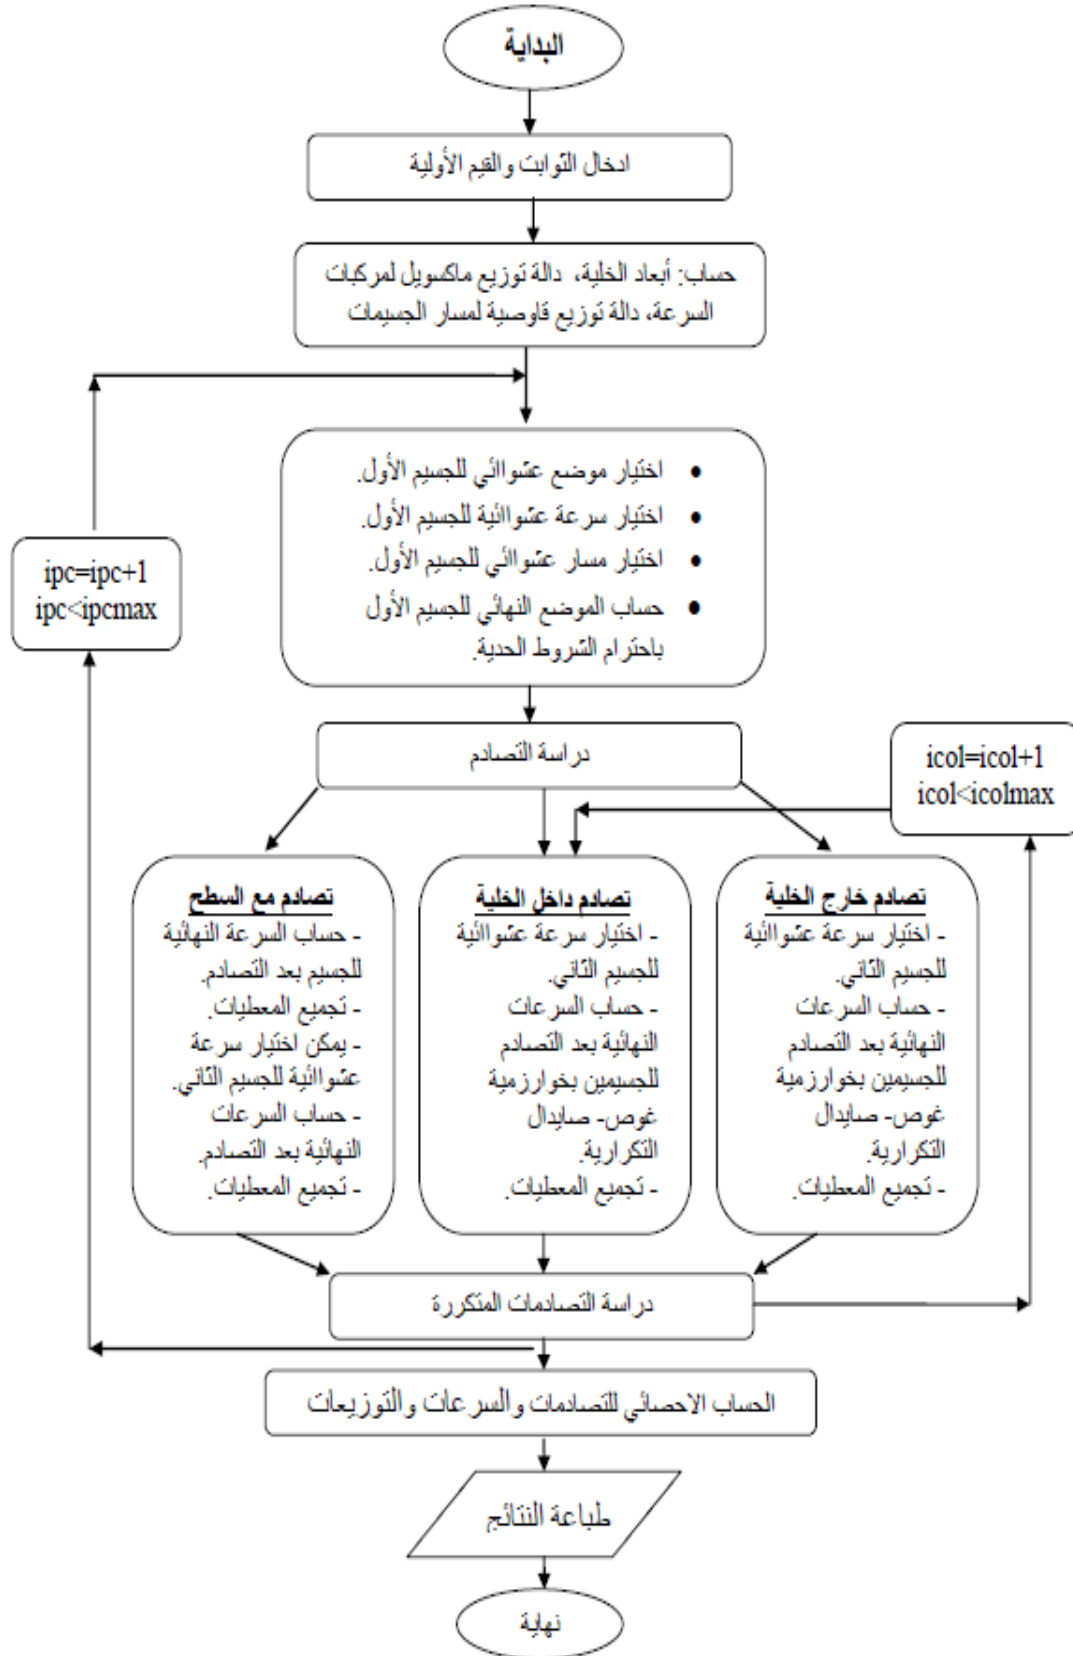 البداية
ادخال الثوابت والقيم الأولية
حساب: أبعاد الخلية، دالة توزيع ماكسويل لمركبات
السرعة، دالة توزيع قاوصية لمسار الجسيمات
• اختيار موضع عشواائي للجسيم الأول.
• اختيار سرعة عشواائية للجسيم الأول.
• اختيار مسار عشواائي للجسيم الأول.
• حساب الموضع النهائي للجسيم الأول
باحترام الشروط الحدية.
ipc=ipc+1
ipc<ipcmax
دراسة التصادم
icol=icol+1
icol<icolmax
تصادم خارج الخلية
- اختيار سرعة عشواائية
للجسيم الثاني.
- حساب السرعات
النهائية بعد التصادم
للجسيمين بخوارزمية
غوص- صايدال
التكرارية.
- تجميع المعطيات.
تصادم داخل الخلية
- اختيار سرعة عشواائية
للجسيم الثاني.
- حساب السرعات
النهائية بعد التصادم
للجسيمين بخوارزمية
غوص- صايدال
التكرارية.
- تجميع المعطيات.
تصادم مع السطح
- حساب السرعة النهائية
للجسيم بعد التصادم.
- تجميع المعطيات.
- يمكن اختيار سرعة
عشواائية للجسيم الثاني.
- حساب السرعات
النهائية بعد التصادم.
- تجميع المعطيات.
دراسة التصادمات المتكررة
الحساب الاحصائي للتصادمات والسرعات والتوزيعات
طباعة النتائج
نهاية